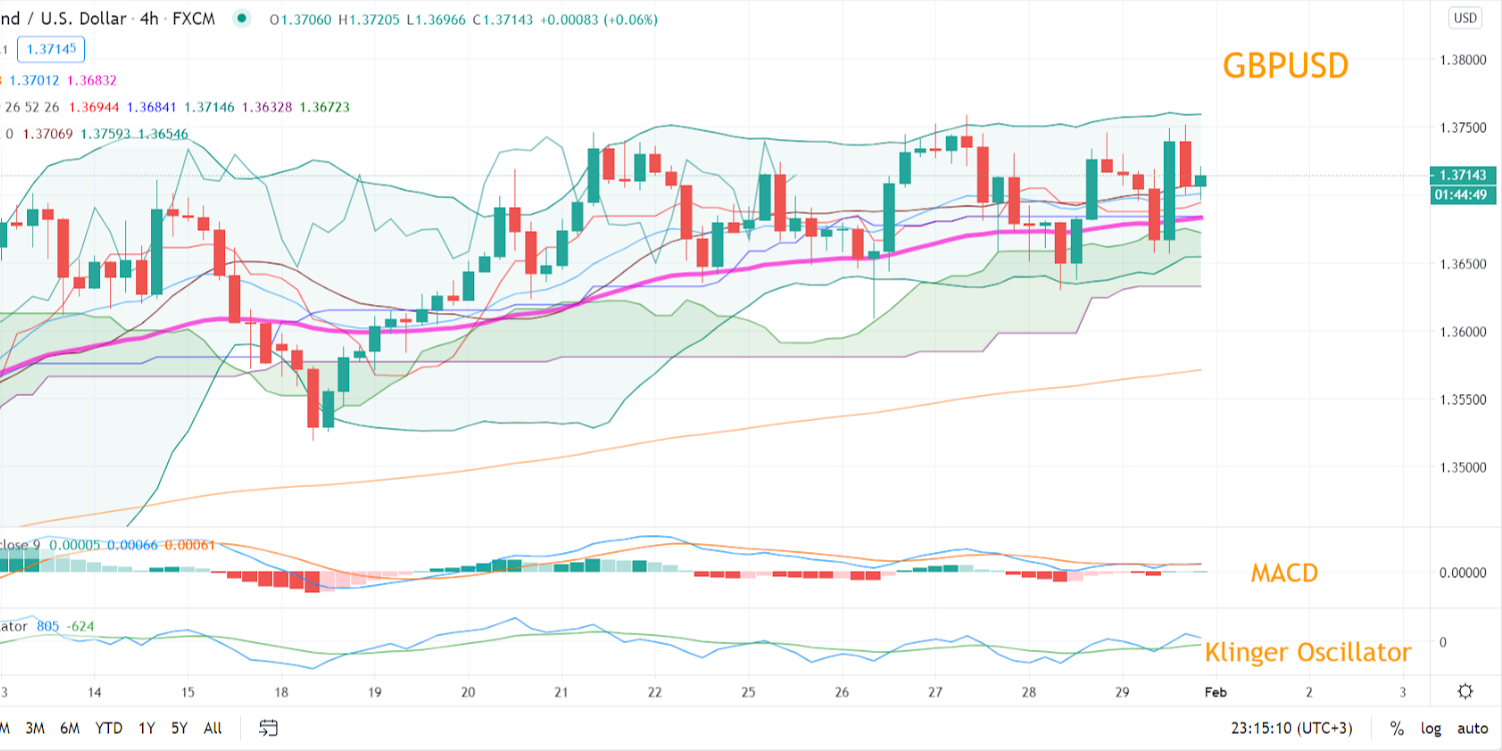 nd / U.S. Dollar · 4h · FXCM O1.37060 H1.37205 L1.36966 C1.37143 +0.00083 (+0.06%)
USD
.1 1.37145
1.38000
GBPUSD
8 1.37012 1.36832
26 52 26 1.36944 1.36841 1.37146 1.36328 1.36723
0 1.37069 1.37593 1.36546
1.37500
1.37143
01:44:49
1.36500
1.36000
1.35500
1.35000
close 9 0.00005 0.00066 0.00061
MACD
0.00000
ator 805 -624
0
Klinger Oscillator
3 14 15 18 19 20 21 22 25 26 27 28 29 Feb 2 3
M 3M 6M YTD 1Y 5Y All
23:15:10 (UTC+3) % log auto